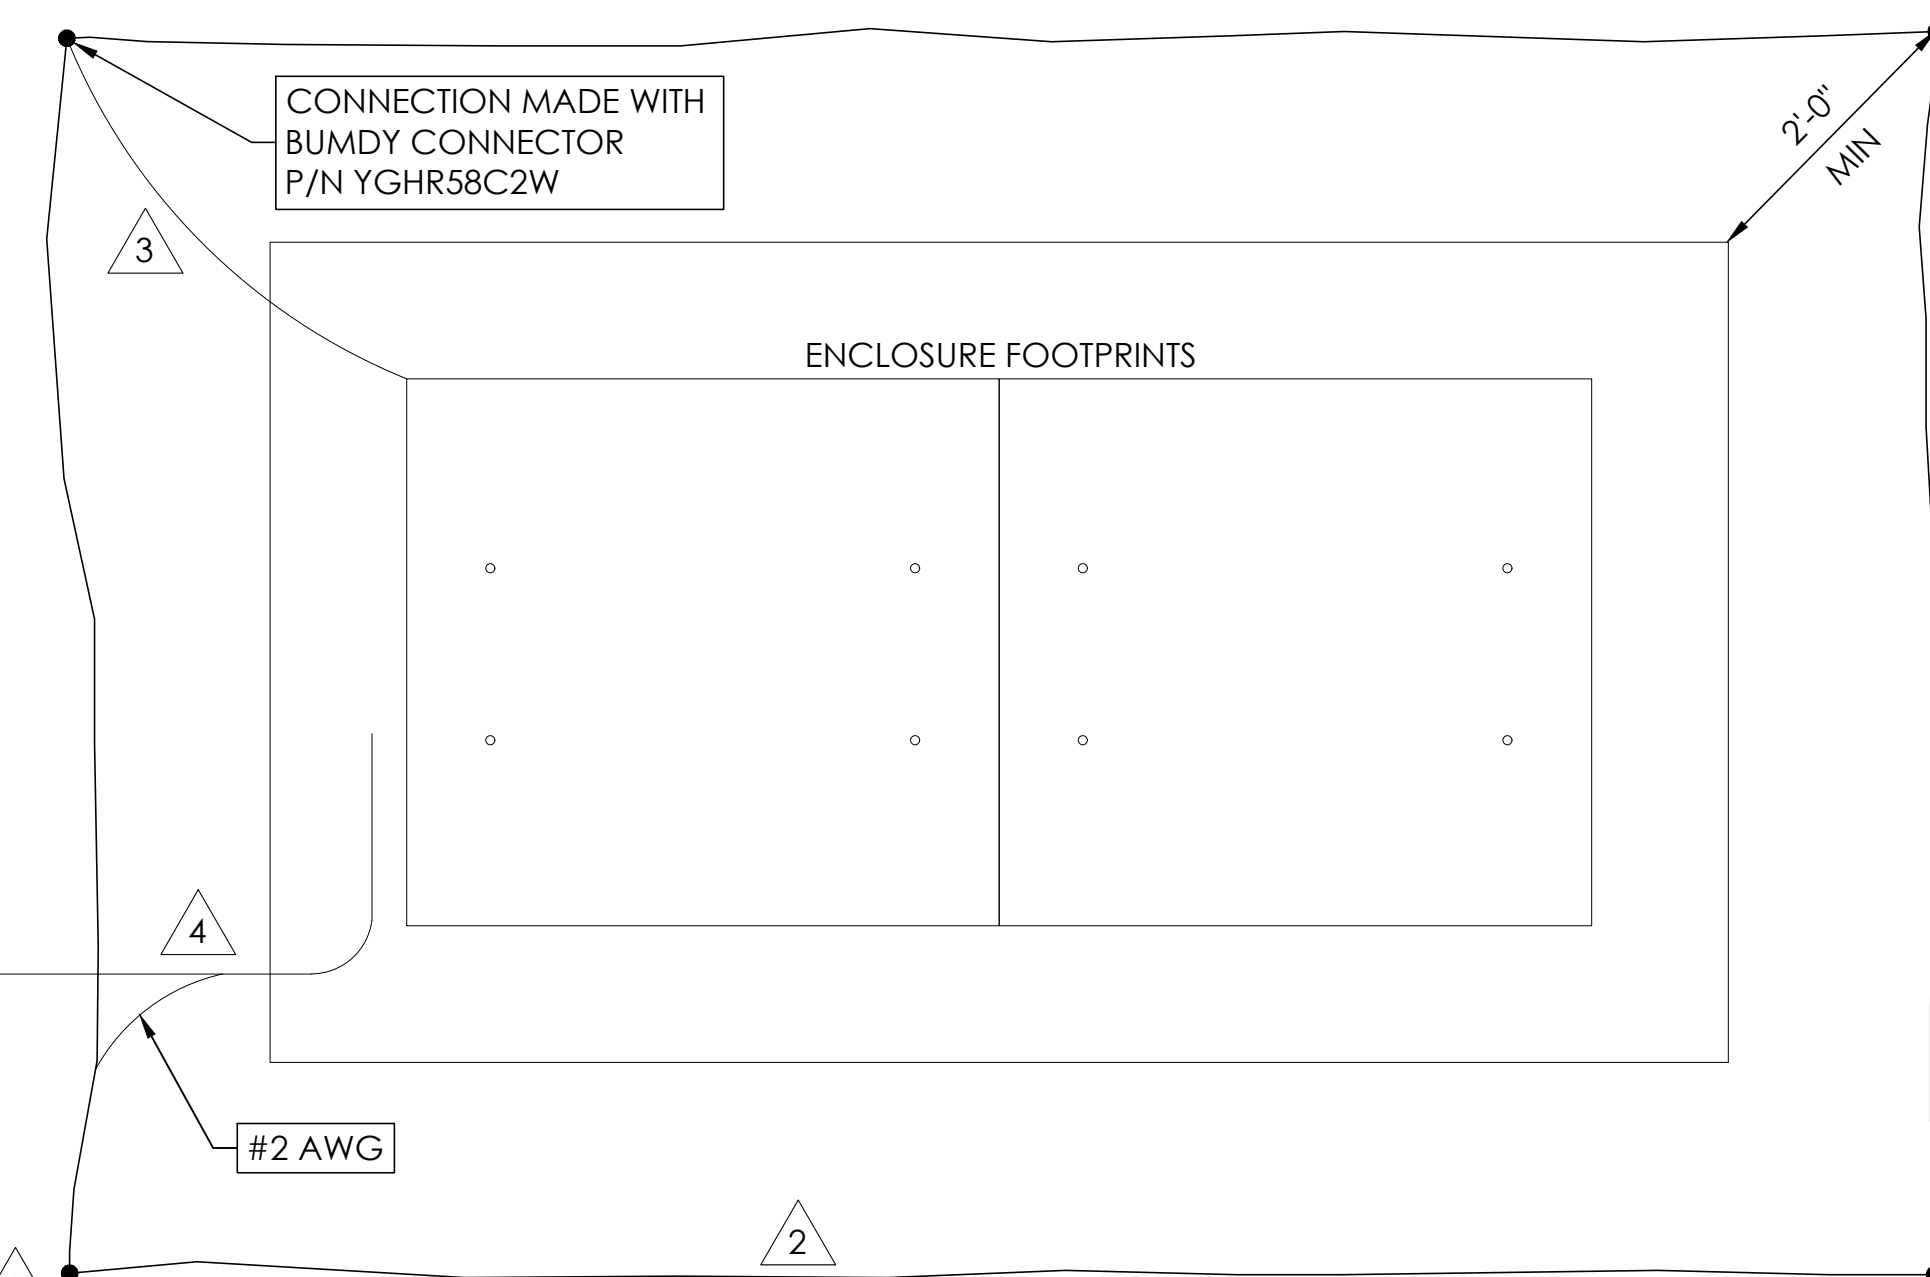 CONNECTION MADE WITH
BUMDY CONNECTOR
P/N YGHR58C2W
2'-0"
MIN
3
ENCLOSURE FOOTPRINTS
4
#2 AWG
2